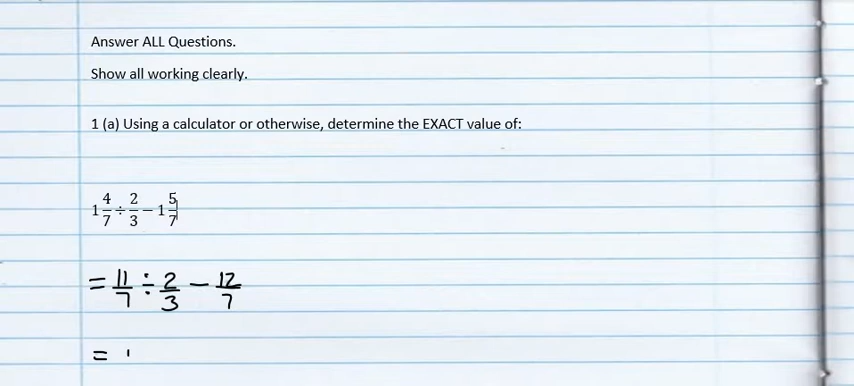 Answer ALL Questions.
Show all working clearly.
1 (a) Using a calculator or otherwise, determine the EXACT value of:
1 4/7 ÷ 2/3 − 1 5/7
= 11/7 ÷ 2/3 − 12/7
=